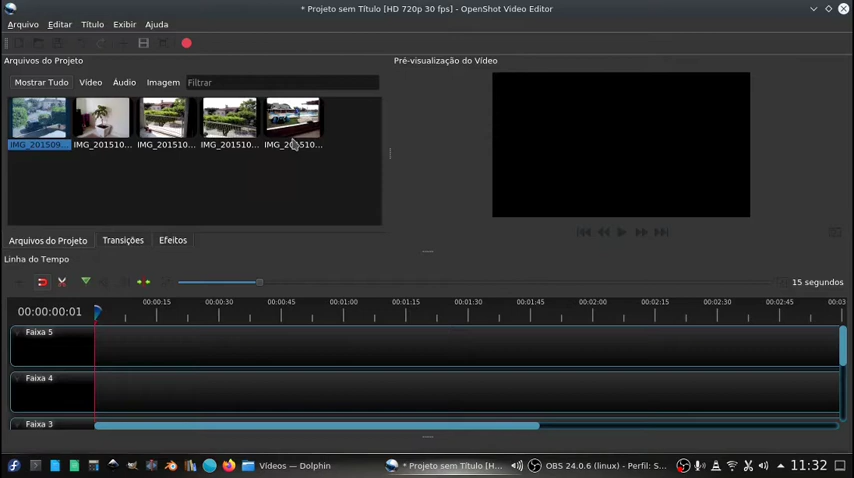 * Projeto sem Título [HD 720p 30 fps] - OpenShot Video Editor
Arquivo Editar Título Exibir Ajuda
Arquivos do Projeto
Pré-visualização do Vídeo
Mostrar Tudo Vídeo Áudio Imagem Filtrar
IMG_201509... IMG_201510... IMG_201510... IMG_201510... IMG_201510...
Arquivos do Projeto Transições Efeitos
Linha do Tempo
15 segundos
00:00:00:01
00:00:15 00:00:30 00:00:45 00:01:00 00:01:15 00:01:30 00:01:45 00:02:00 00:02:15 00:02:30 00:02:45 00:03
Faixa 5
Faixa 4
Faixa 3
Vídeos — Dolphin * Projeto sem Título [H... OBS 24.0.6 (linux) - Perfil: S... 11:32